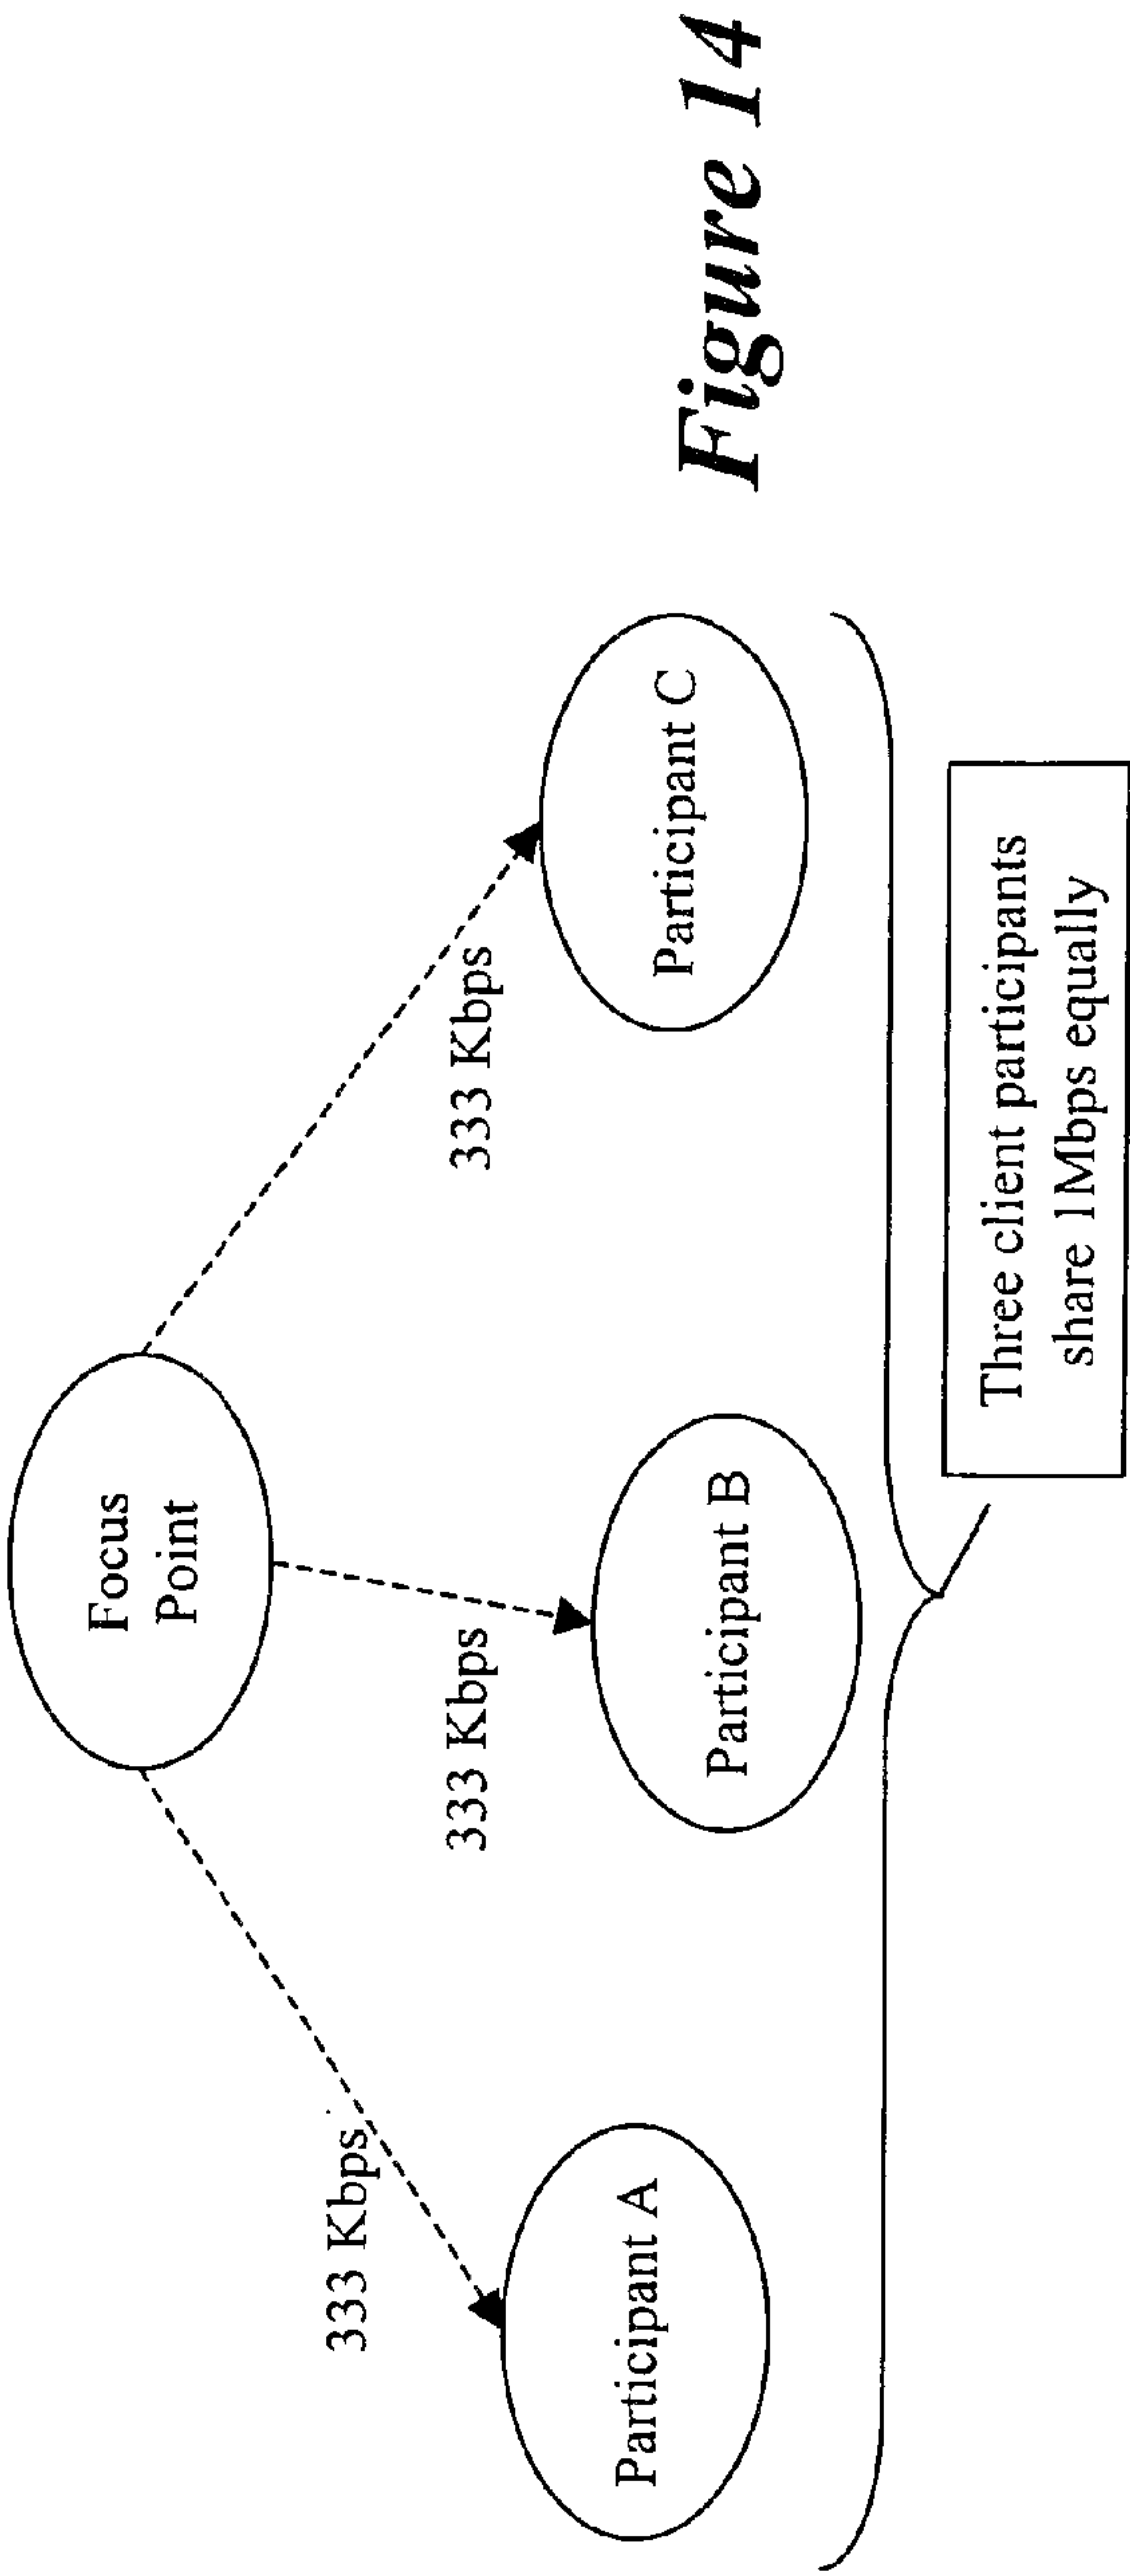 Focus
Point
333 Kbps
333 Kbps
333 Kbps
Participant A
Participant B
Participant C
Three client participants
share 1Mbps equally
Figure 14